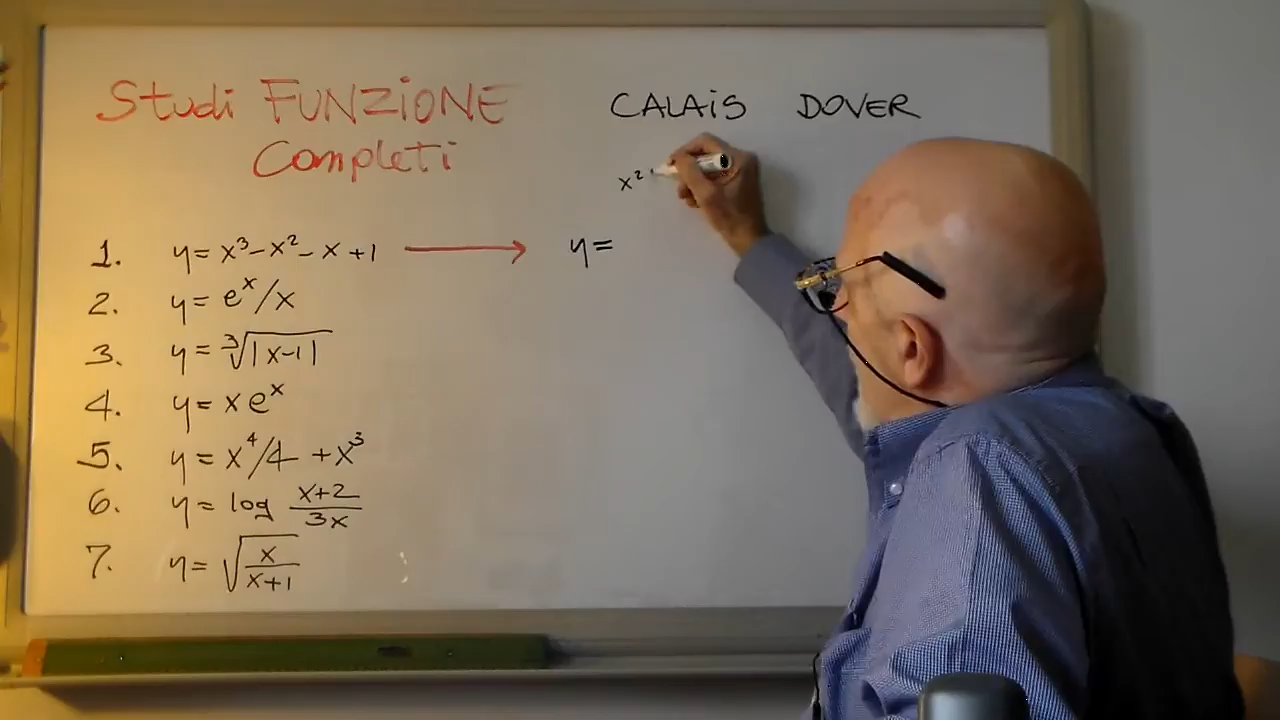 Studi FUNZiONE
Completi
CALAiS DOVER
x²
1. y = x³ - x² - x + 1 → y =
2. y = eˣ/x
3. y = ∛|x-1|
4. y = x eˣ
5. y = x⁴/4 + x³
6. y = log (x+2)/(3x)
7. y = √(x/(x+1))